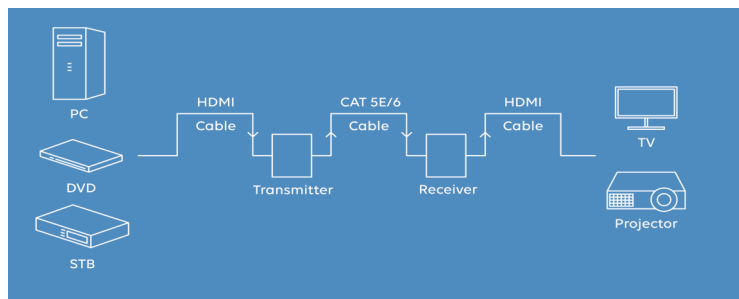 PC
DVD
STB
HDMI
Cable
Transmitter
CAT 5E/6
Cable
Receiver
HDMI
Cable
TV
Projector